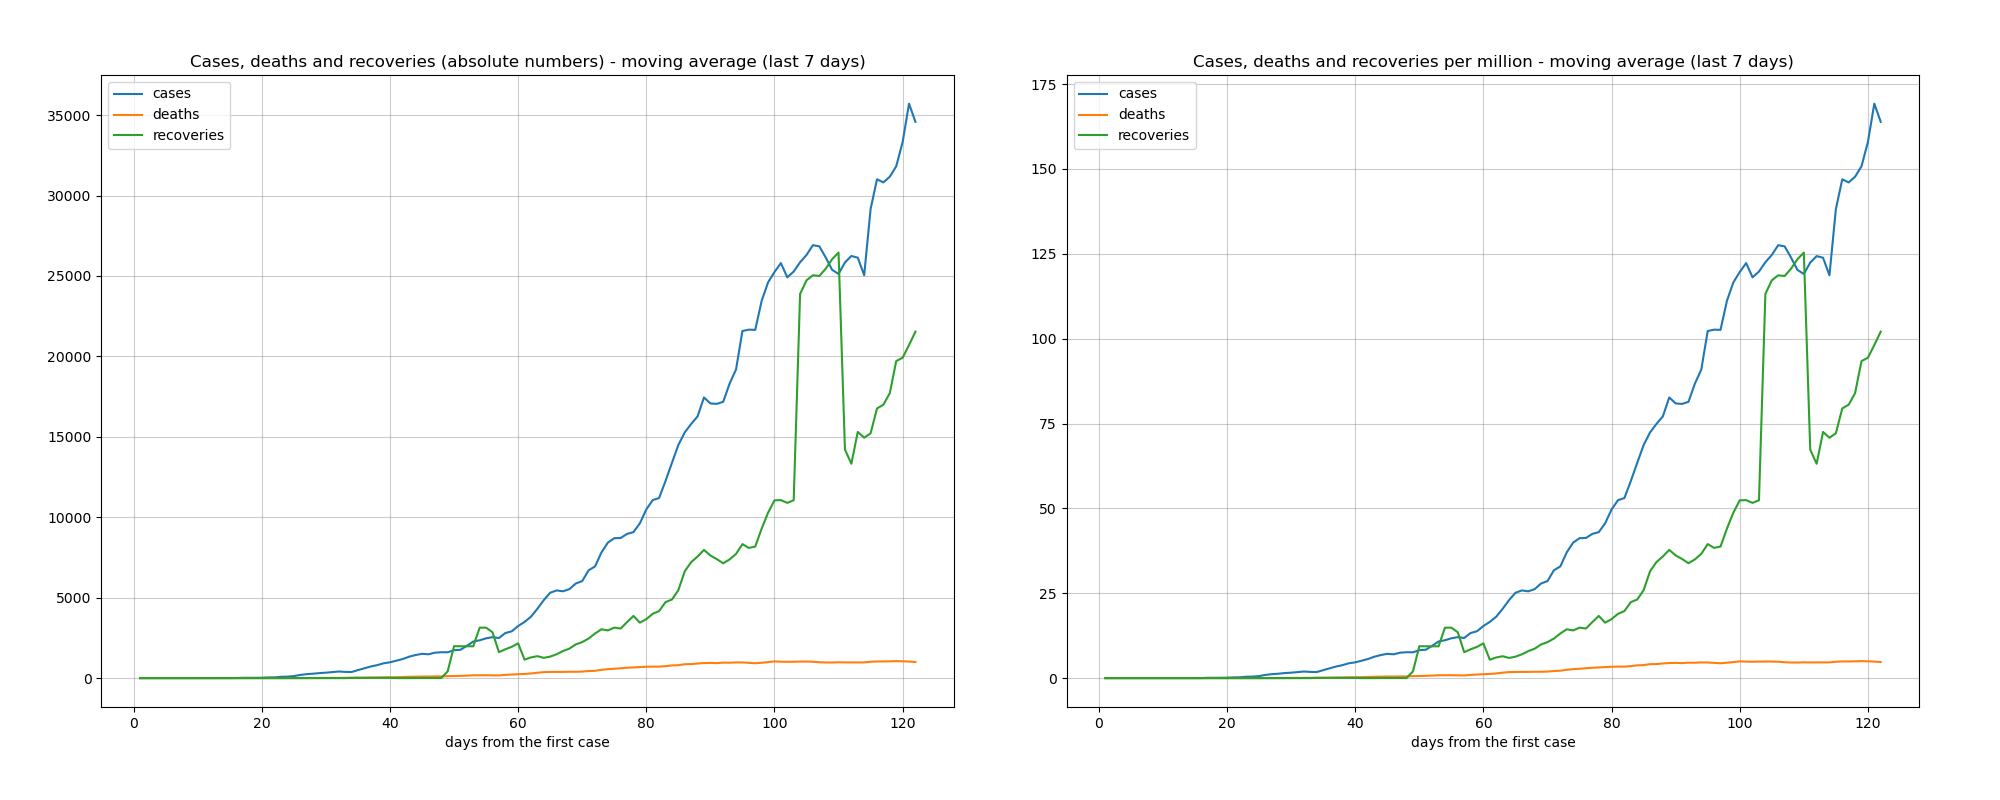 Cases, deaths and recoveries (absolute numbers) - moving average (last 7 days)
cases
deaths
recoveries
35000
30000
25000
20000
15000
10000
5000
0
0 20 40 60 80 100 120
days from the first case
Cases, deaths and recoveries per million - moving average (last 7 days)
cases
deaths
recoveries
175
150
125
100
75
50
25
0
0 20 40 60 80 100 120
days from the first case